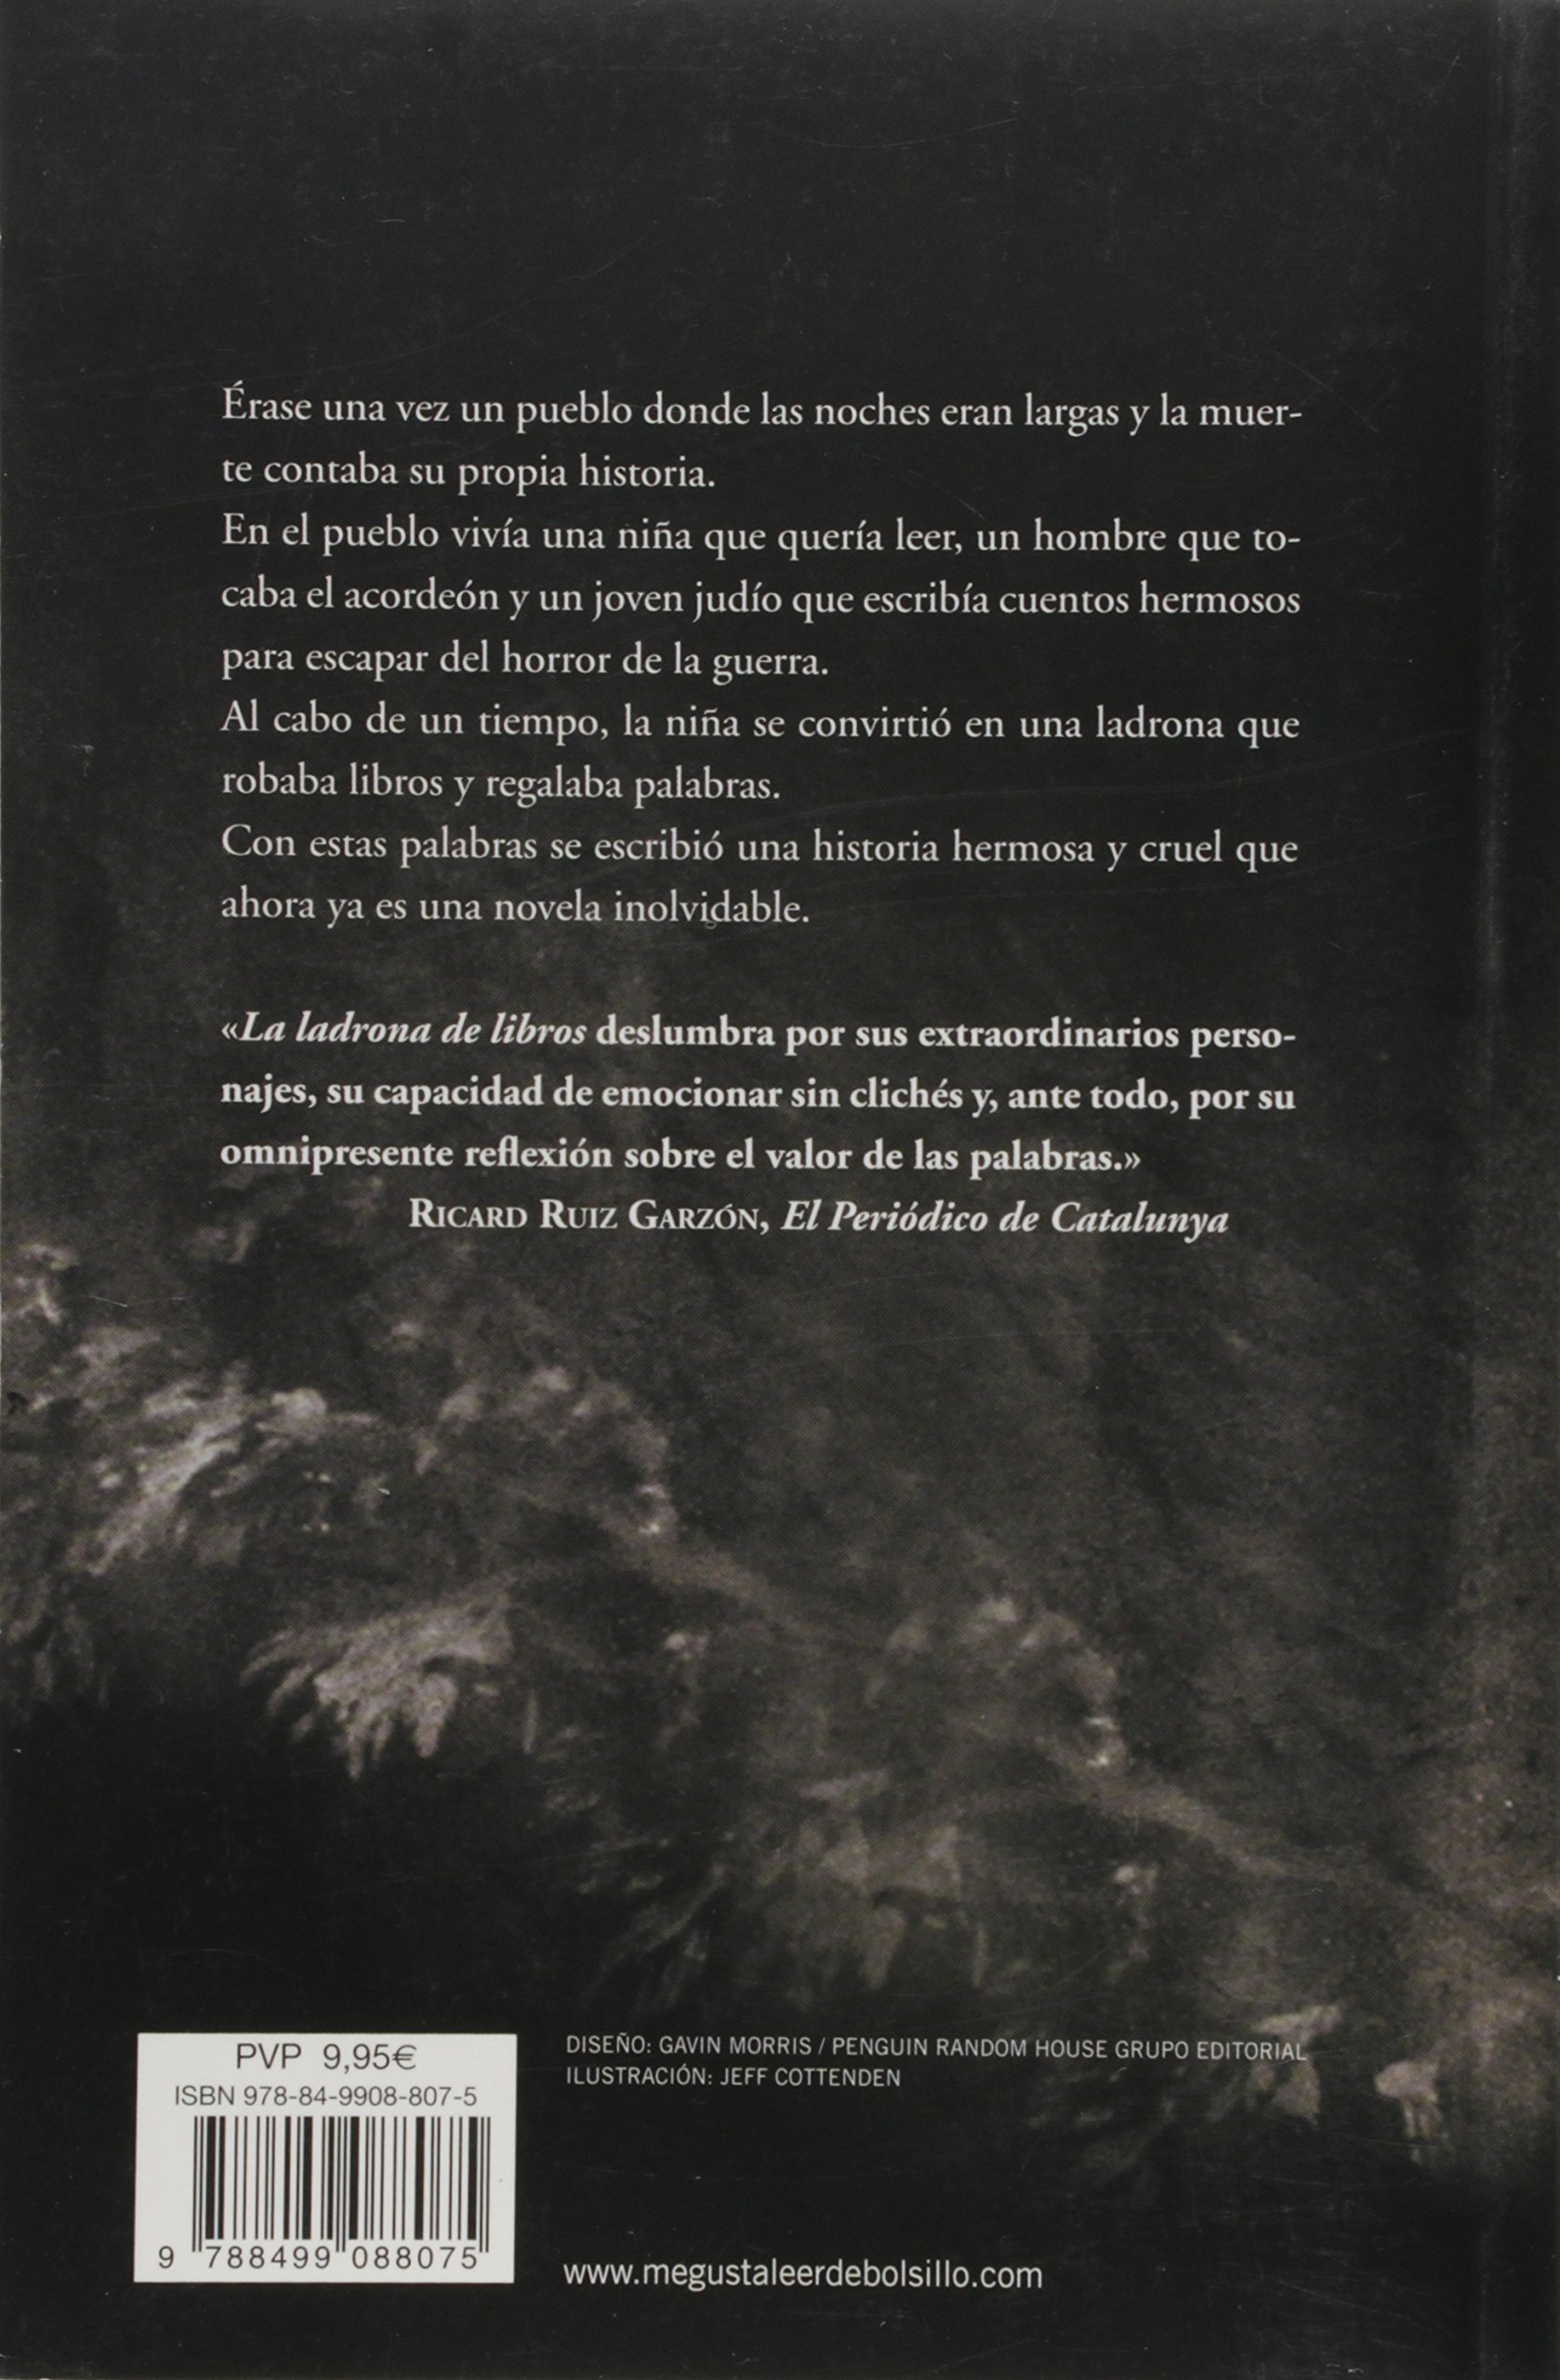 Érase una vez un pueblo donde las noches eran largas y la muer-
te contaba su propia historia.
En el pueblo vivía una niña que quería leer, un hombre que to-
caba el acordeón y un joven judío que escribía cuentos hermosos
para escapar del horror de la guerra.
Al cabo de un tiempo, la niña se convirtió en una ladrona que
robaba libros y regalaba palabras.
Con estas palabras se escribió una historia hermosa y cruel que
ahora ya es una novela inolvidable.
«La ladrona de libros deslumbra por sus extraordinarios perso-
najes, su capacidad de emocionar sin clichés y, ante todo, por su
omnipresente reflexión sobre el valor de las palabras.»
RICARD RUIZ GARZÓN, El Periódico de Catalunya
PVP 9,95€
ISBN 978-84-9908-807-5
9 788499 088075
DISEÑO: GAVIN MORRIS / PENGUIN RANDOM HOUSE GRUPO EDITORIAL
ILUSTRACIÓN: JEFF COTTENDEN
www.megustaleerdebolsillo.com